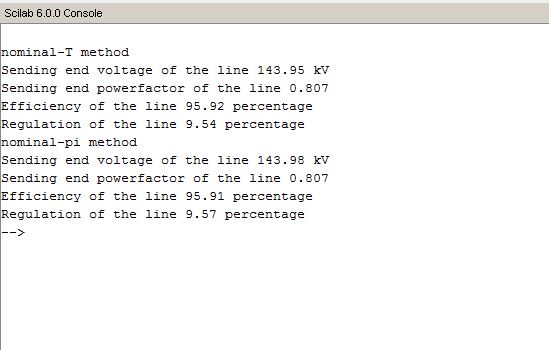 Scilab 6.0.0 Console
nominal-T method
Sending end voltage of the line 143.95 kV
Sending end powerfactor of the line 0.807
Efficiency of the line 95.92 percentage
Regulation of the line 9.54 percentage
nominal-pi method
Sending end voltage of the line 143.98 kV
Sending end powerfactor of the line 0.807
Efficiency of the line 95.91 percentage
Regulation of the line 9.57 percentage
-->